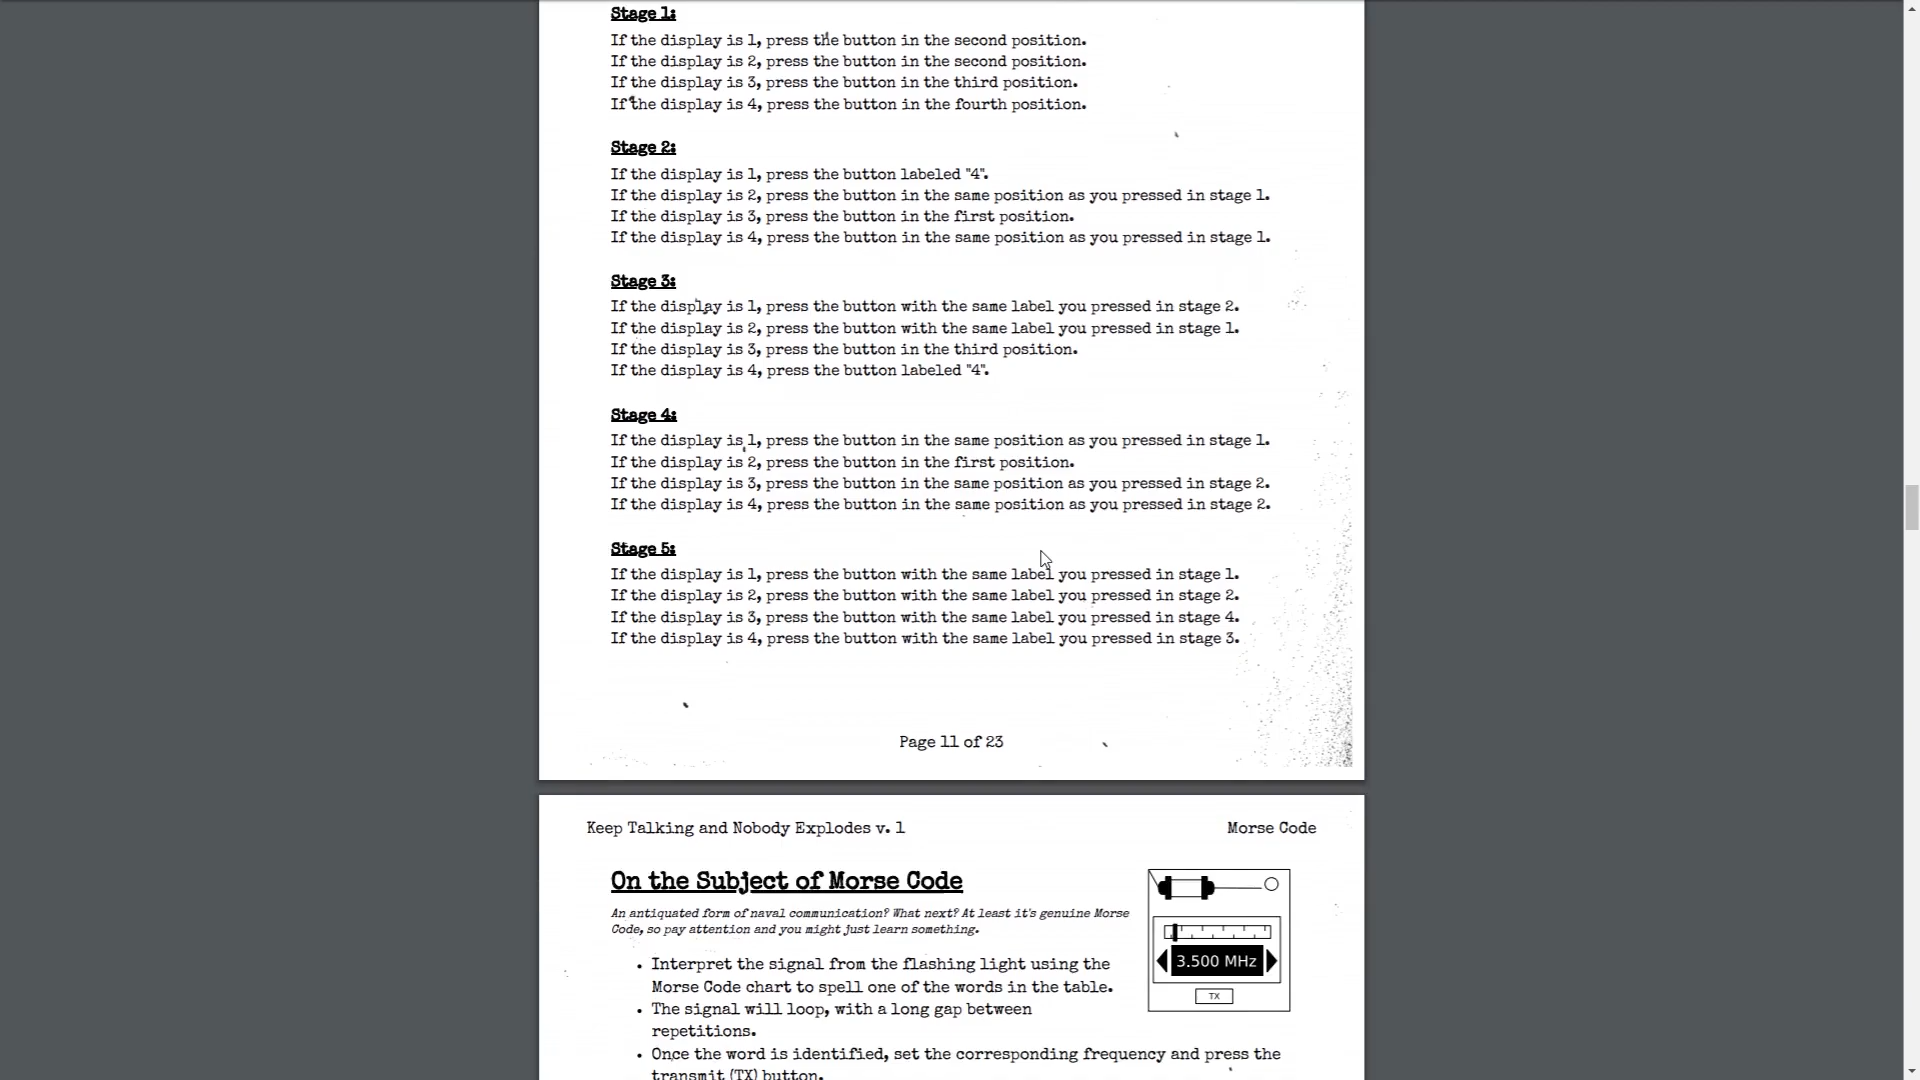 Stage 1:
If the display is 1, press the button in the second position.
If the display is 2, press the button in the second position.
If the display is 3, press the button in the third position.
If the display is 4, press the button in the fourth position.
Stage 2:
If the display is 1, press the button labeled "4".
If the display is 2, press the button in the same position as you pressed in stage 1.
If the display is 3, press the button in the first position.
If the display is 4, press the button in the same position as you pressed in stage 1.
Stage 3:
If the display is 1, press the button with the same label you pressed in stage 2.
If the display is 2, press the button with the same label you pressed in stage 1.
If the display is 3, press the button in the third position.
If the display is 4, press the button labeled "4".
Stage 4:
If the display is 1, press the button in the same position as you pressed in stage 1.
If the display is 2, press the button in the first position.
If the display is 3, press the button in the same position as you pressed in stage 2.
If the display is 4, press the button in the same position as you pressed in stage 2.
Stage 5:
If the display is 1, press the button with the same label you pressed in stage 1.
If the display is 2, press the button with the same label you pressed in stage 2.
If the display is 3, press the button with the same label you pressed in stage 4.
If the display is 4, press the button with the same label you pressed in stage 3.
Page 11 of 23
Keep Talking and Nobody Explodes v. 1
Morse Code
On the Subject of Morse Code
An antiquated form of naval communication? What next? At least it's genuine Morse
Code, so pay attention and you might just learn something.
• Interpret the signal from the flashing light using the
Morse Code chart to spell one of the words in the table.
• The signal will loop, with a long gap between
repetitions.
• Once the word is identified, set the corresponding frequency and press the
transmit (TX) button.
3.500 MHz
TX